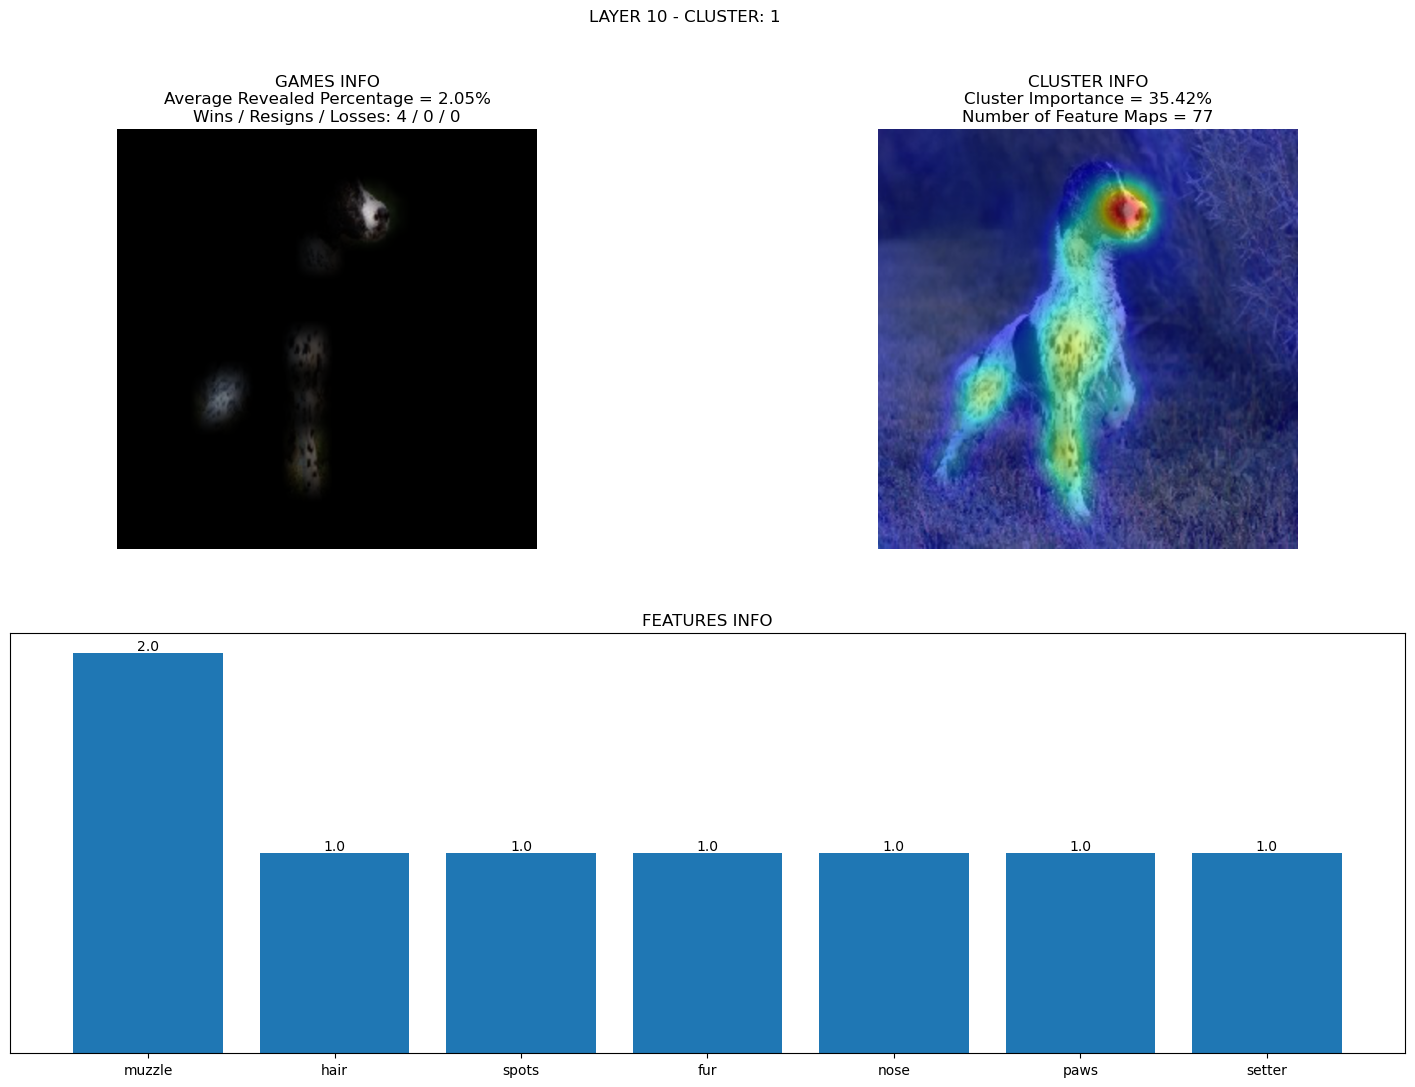 LAYER 10 - CLUSTER: 1
GAMES INFO
Average Revealed Percentage = 2.05%
Wins / Resigns / Losses: 4 / 0 / 0
CLUSTER INFO
Cluster Importance = 35.42%
Number of Feature Maps = 77
FEATURES INFO
2.0
1.0 1.0 1.0 1.0 1.0 1.0
muzzle hair spots fur nose paws setter